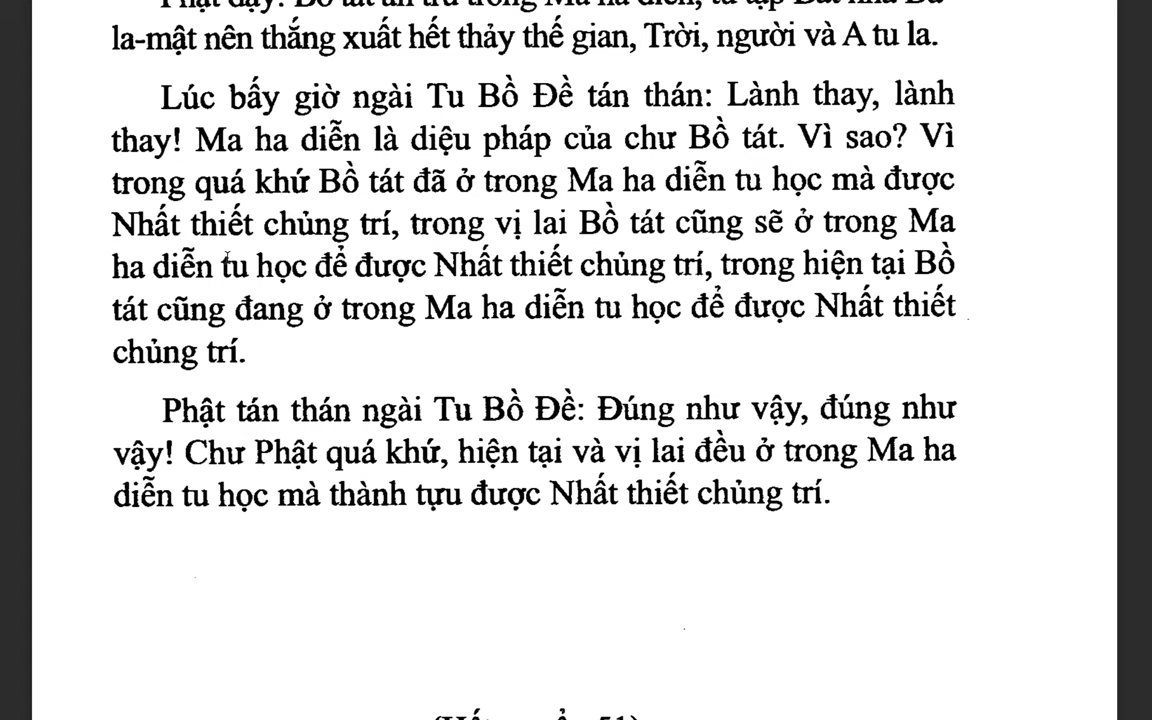 la-mật nên thắng xuất hết thảy thế gian, Trời, người và A tu la.
Lúc bấy giờ ngài Tu Bồ Đề tán thán: Lành thay, lành
thay! Ma ha diễn là diệu pháp của chư Bồ tát. Vì sao? Vì
trong quá khứ Bồ tát đã ở trong Ma ha diễn tu học mà được
Nhất thiết chủng trí, trong vị lai Bồ tát cũng sẽ ở trong Ma
ha diễn tu học để được Nhất thiết chủng trí, trong hiện tại Bồ
tát cũng đang ở trong Ma ha diễn tu học để được Nhất thiết
chủng trí.
Phật tán thán ngài Tu Bồ Đề: Đúng như vậy, đúng như
vậy! Chư Phật quá khứ, hiện tại và vị lai đều ở trong Ma ha
diễn tu học mà thành tựu được Nhất thiết chủng trí.